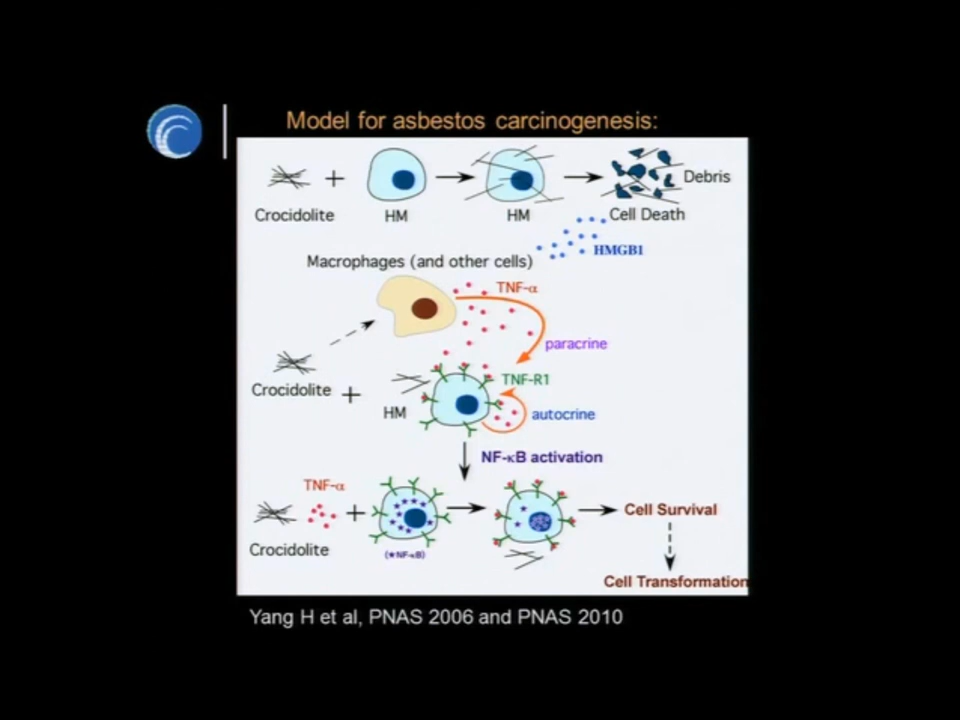 Model for asbestos carcinogenesis:
Crocidolite
+
HM
HM
Debris
Cell Death
HMGB1
Macrophages (and other cells)
TNF-α
paracrine
Crocidolite
+
HM
TNF-R1
autocrine
NF-κB activation
TNF-α
Crocidolite
+
(★NF-κB)
Cell Survival
Cell Transformation
Yang H et al, PNAS 2006 and PNAS 2010